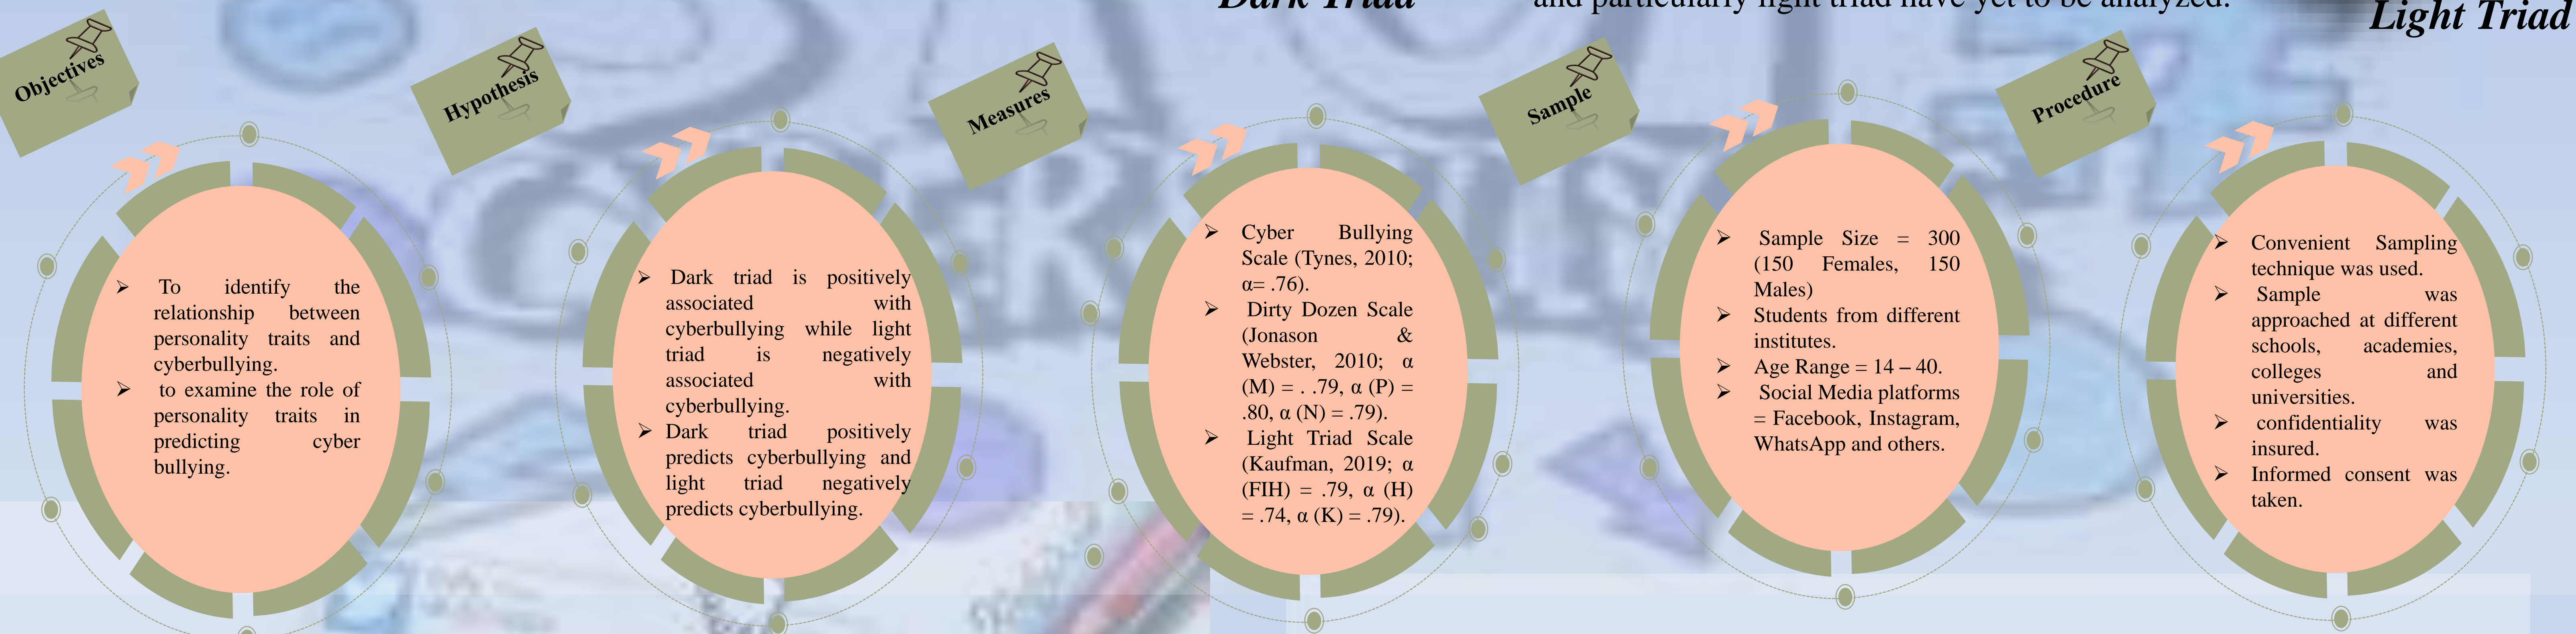 Dark Triad
and particularly light triad have yet to be analyzed.
Light Triad
Objectives
➢ To identify the
relationship between
personality traits and
cyberbullying.
➢ to examine the role of
personality traits in
predicting cyber
bullying.
Hypothesis
➢ Dark triad is positively
associated with
cyberbullying while light
triad is negatively
associated with
cyberbullying.
➢ Dark triad positively
predicts cyberbullying and
light triad negatively
predicts cyberbullying.
Measures
➢ Cyber Bullying
Scale (Tynes, 2010;
α= .76).
➢ Dirty Dozen Scale
(Jonason &
Webster, 2010; α
(M) = . .79, α (P) =
.80, α (N) = .79).
➢ Light Triad Scale
(Kaufman, 2019; α
(FIH) = .79, α (H)
= .74, α (K) = .79).
Sample
➢ Sample Size = 300
(150 Females, 150
Males)
➢ Students from different
institutes.
➢ Age Range = 14 – 40.
➢ Social Media platforms
= Facebook, Instagram,
WhatsApp and others.
Procedure
➢ Convenient Sampling
technique was used.
➢ Sample was
approached at different
schools, academies,
colleges and
universities.
➢ confidentiality was
insured.
➢ Informed consent was
taken.